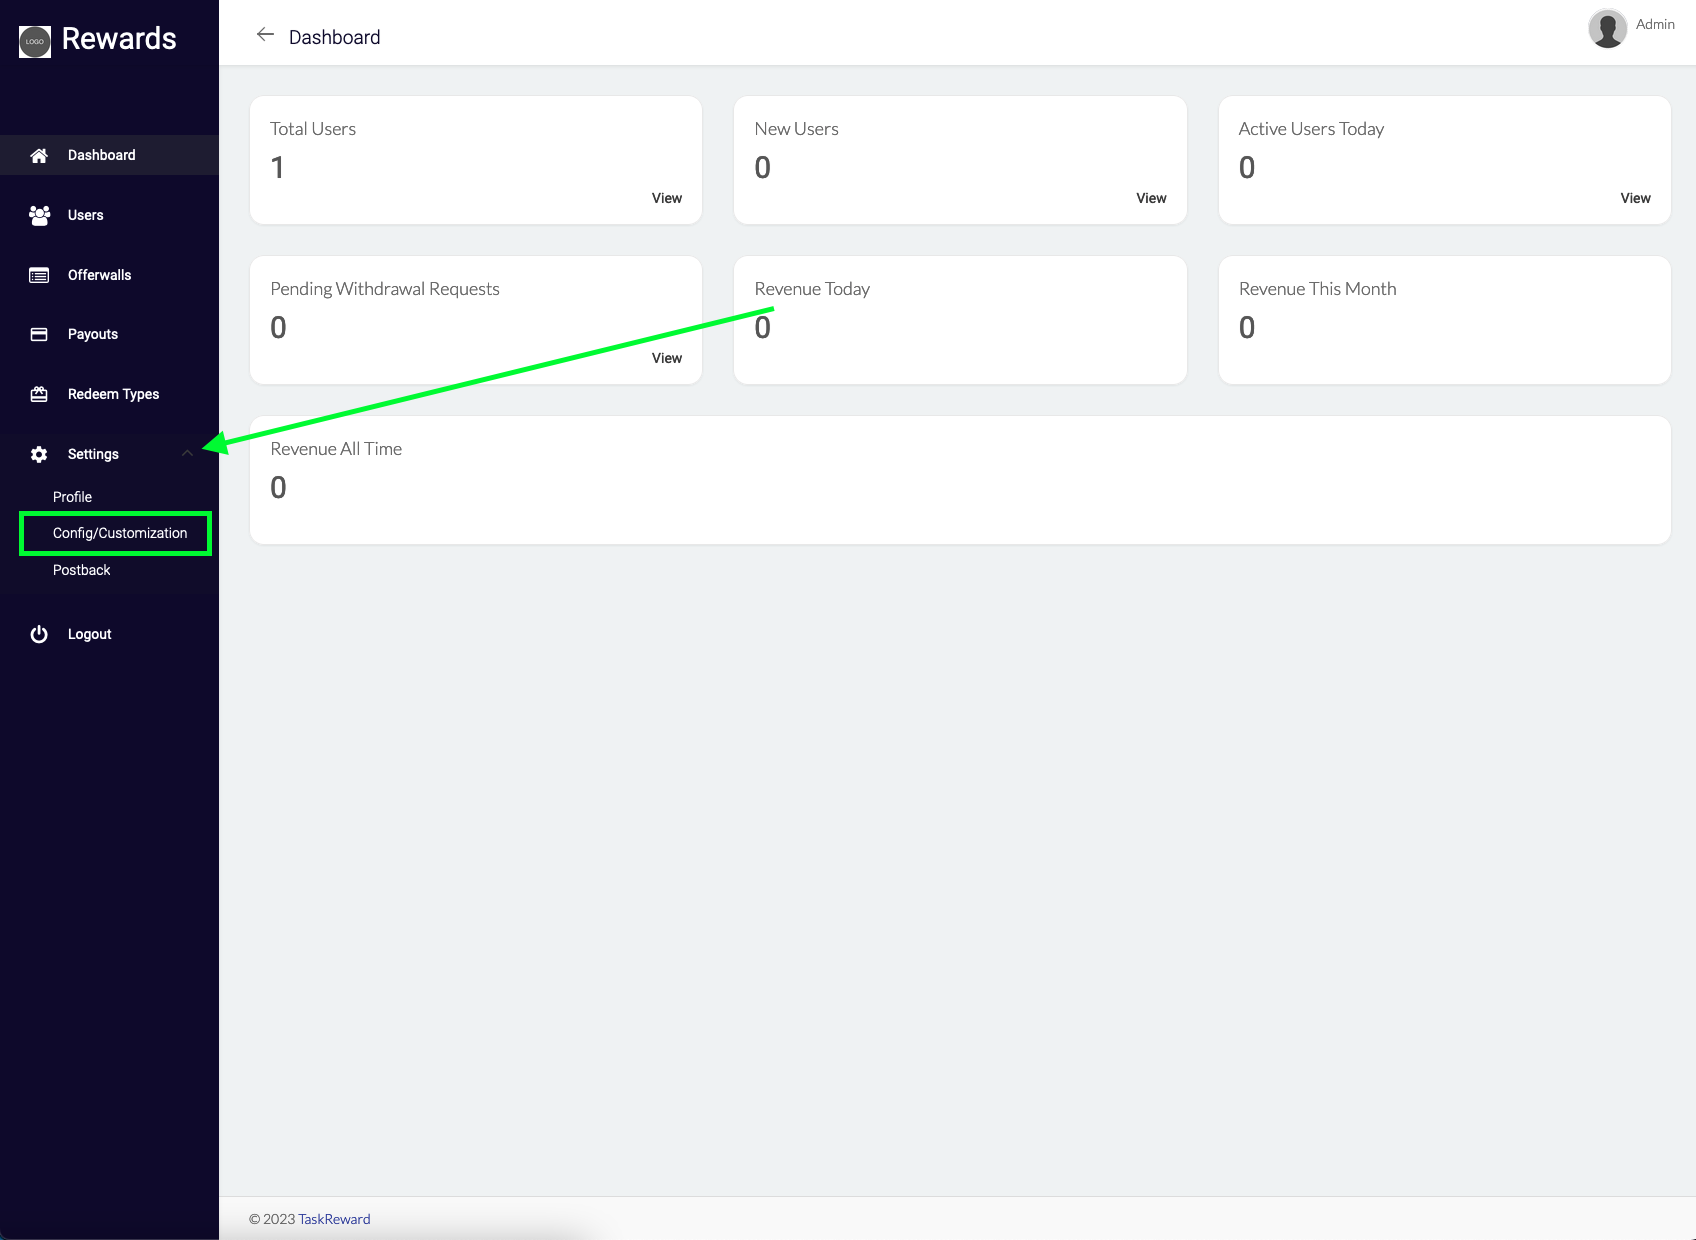 LOGO
Rewards
Dashboard
Users
Offerwalls
Payouts
Redeem Types
Settings
Profile
Config/Customization
Postback
Logout
Dashboard
Admin
Total Users
1
View
New Users
0
View
Active Users Today
0
View
Pending Withdrawal Requests
0
View
Revenue Today
0
Revenue This Month
0
Revenue All Time
0
© 2023 TaskReward